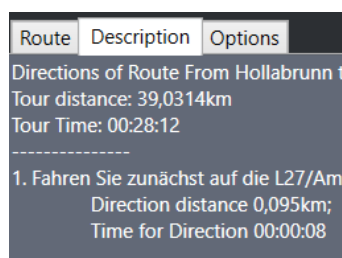 Route Description Options
Directions of Route From Hollabrunn t
Tour distance: 39,0314km
Tour Time: 00:28:12
---------------
1. Fahren Sie zunächst auf die L27/Am
Direction distance 0,095km;
Time for Direction 00:00:08